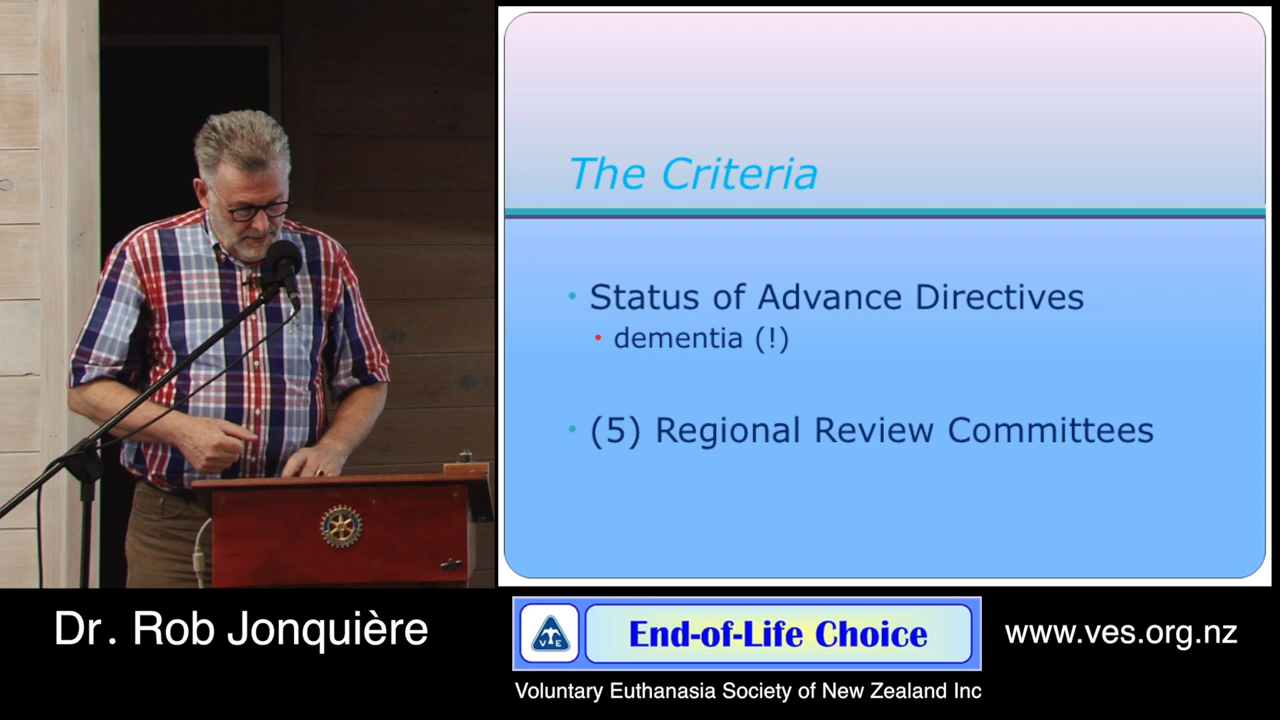 The Criteria
Status of Advance Directives
dementia (!)
(5) Regional Review Committees
Dr. Rob Jonquière
VE
End-of-Life Choice
www.ves.org.nz
Voluntary Euthanasia Society of New Zealand Inc